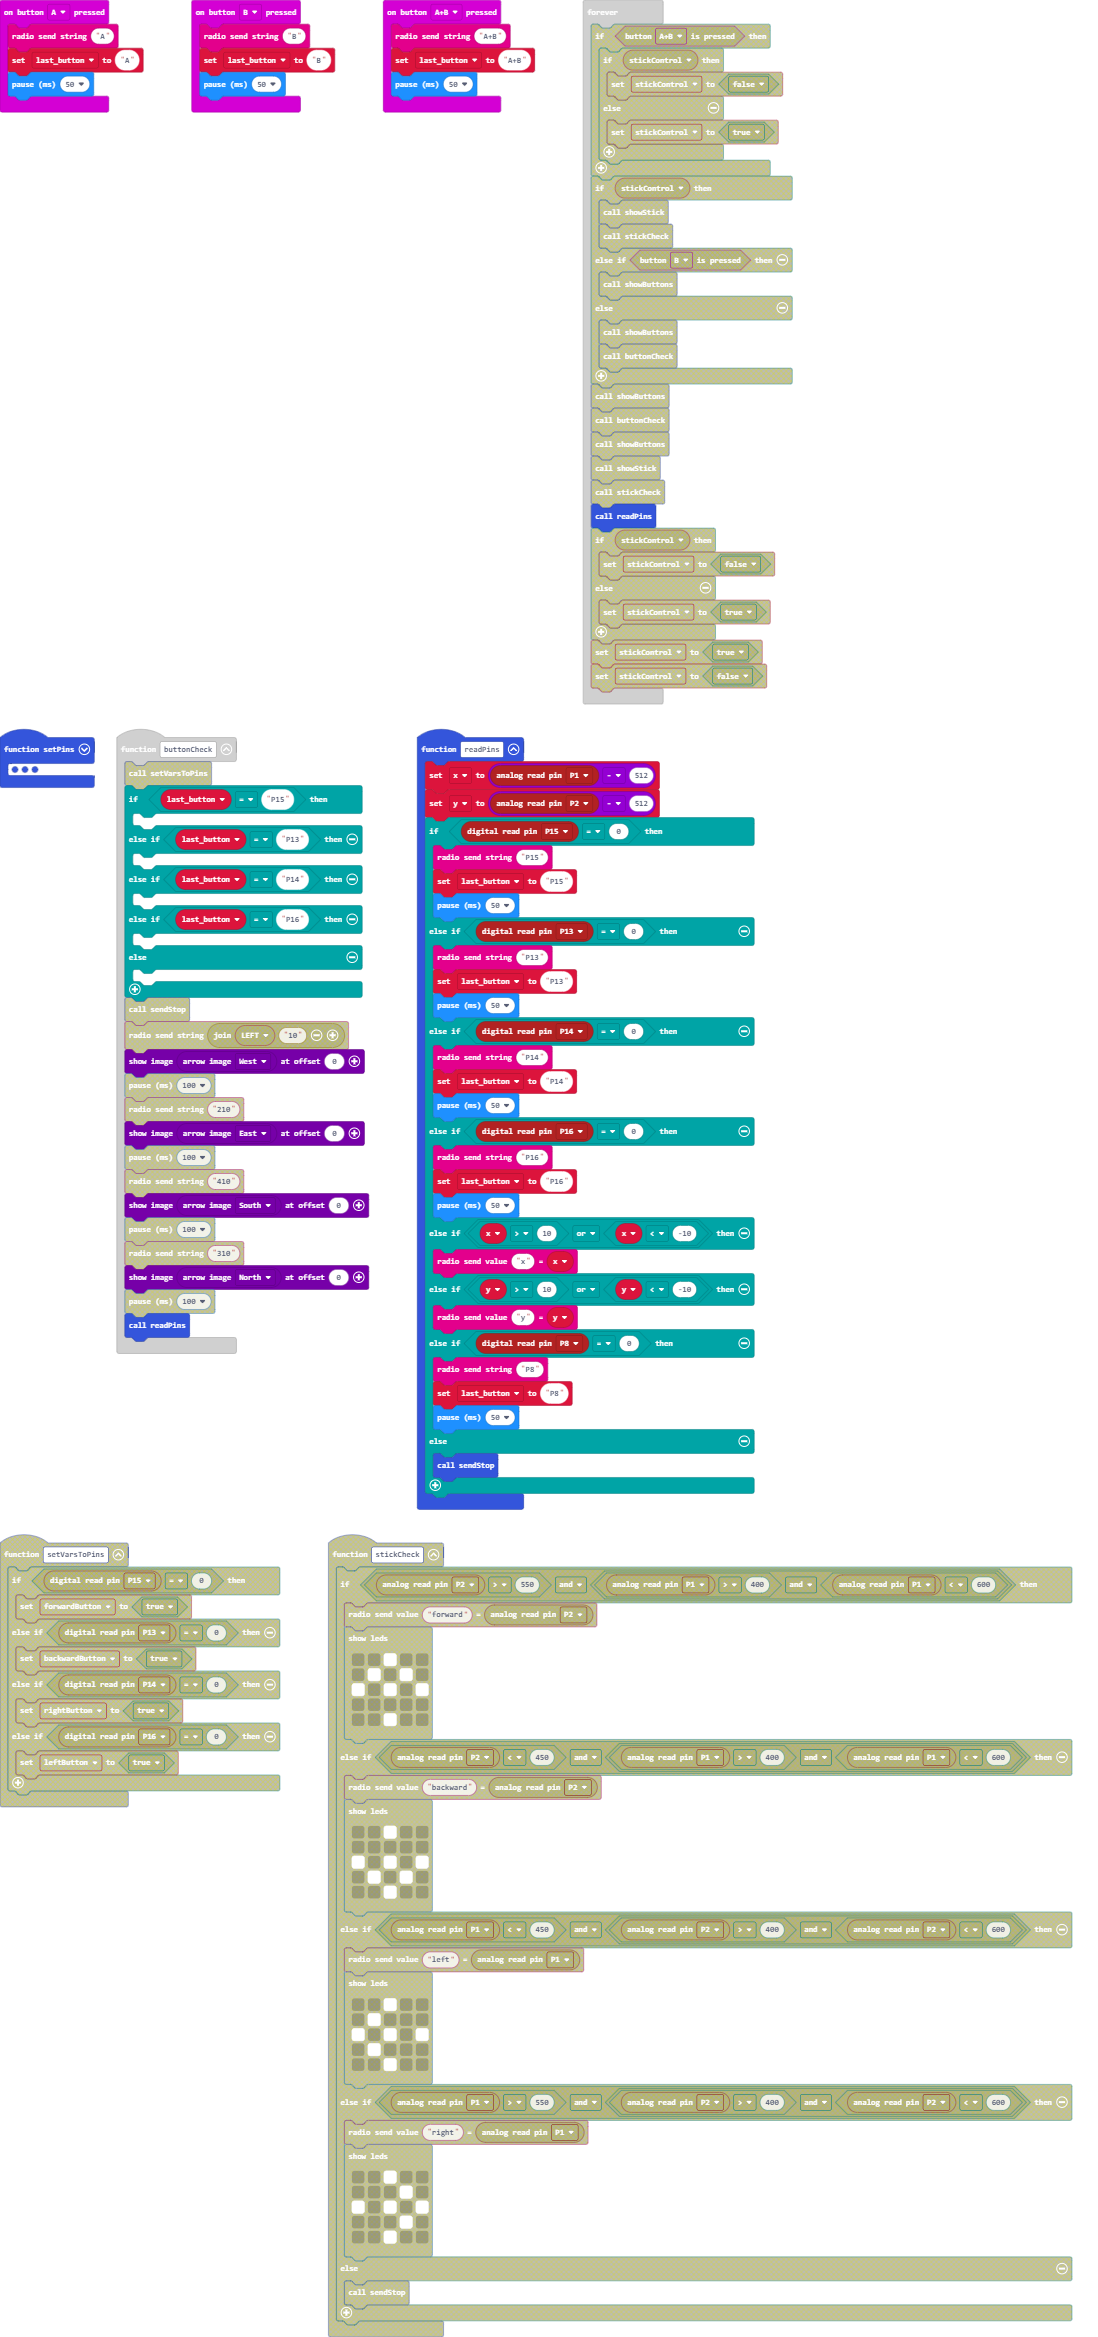 on button A pressed
radio send string "A"
set last_button to "A"
pause (ms) 50
on button B pressed
radio send string "B"
set last_button to "B"
pause (ms) 50
on button A+B pressed
radio send string "A+B"
set last_button to "A+B"
pause (ms) 50
forever
if button A+B is pressed then
if stickControl then
set stickControl to false
else
set stickControl to true
if stickControl then
call showStick
call stickCheck
else if button B is pressed then
call showButtons
else
call showButtons
call buttonCheck
call showButtons
call buttonCheck
call showButtons
call showStick
call stickCheck
call readPins
if stickControl then
set stickControl to false
else
set stickControl to true
set stickControl to true
set stickControl to false
function setPins
function buttonCheck
call setVarsToPins
if last_button = "P15" then
else if last_button = "P13" then
else if last_button = "P14" then
else if last_button = "P16" then
else
call sendStop
radio send string join LEFT "10"
show image arrow image West at offset 0
pause (ms) 100
radio send string "210"
show image arrow image East at offset 0
pause (ms) 100
radio send string "410"
show image arrow image South at offset 0
pause (ms) 100
radio send string "310"
show image arrow image North at offset 0
pause (ms) 100
call readPins
function readPins
set x to analog read pin P1 - 512
set y to analog read pin P2 - 512
if digital read pin P15 = 0 then
radio send string "P15"
set last_button to "P15"
pause (ms) 50
else if digital read pin P13 = 0 then
radio send string "P13"
set last_button to "P13"
pause (ms) 50
else if digital read pin P14 = 0 then
radio send string "P14"
set last_button to "P14"
pause (ms) 50
else if digital read pin P16 = 0 then
radio send string "P16"
set last_button to "P16"
pause (ms) 50
else if x > 10 or x < -10 then
radio send value "x" = x
else if y > 10 or y < -10 then
radio send value "y" = y
else if digital read pin P8 = 0 then
radio send string "P8"
set last_button to "P8"
pause (ms) 50
else
call sendStop
function setVarsToPins
if digital read pin P15 = 0 then
set forwardButton to true
else if digital read pin P13 = 0 then
set backwardButton to true
else if digital read pin P14 = 0 then
set rightButton to true
else if digital read pin P16 = 0 then
set leftButton to true
function stickCheck
if analog read pin P2 > 550 and analog read pin P1 > 400 and analog read pin P1 < 600 then
radio send value "forward" = analog read pin P2
show leds
else if analog read pin P2 < 450 and analog read pin P1 > 400 and analog read pin P1 < 600 then
radio send value "backward" = analog read pin P2
show leds
else if analog read pin P1 < 450 and analog read pin P2 > 400 and analog read pin P2 < 600 then
radio send value "left" = analog read pin P1
show leds
else if analog read pin P1 > 550 and analog read pin P2 > 400 and analog read pin P2 < 600 then
radio send value "right" = analog read pin P1
show leds
else
call sendStop